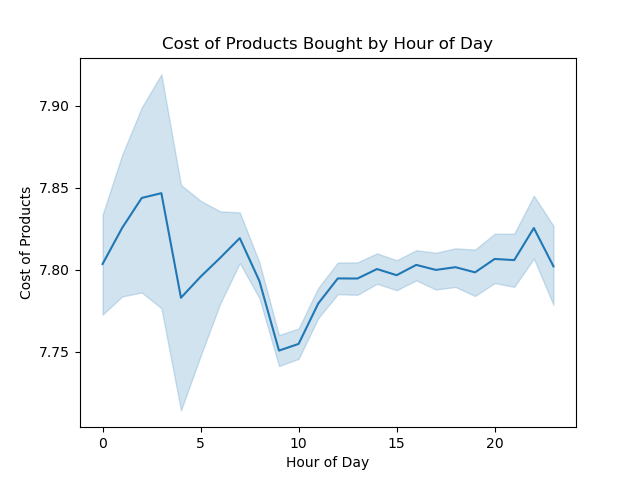 Cost of Products Bought by Hour of Day
7.90
7.85
7.80
7.75
Cost of Products
0 5 10 15 20
Hour of Day